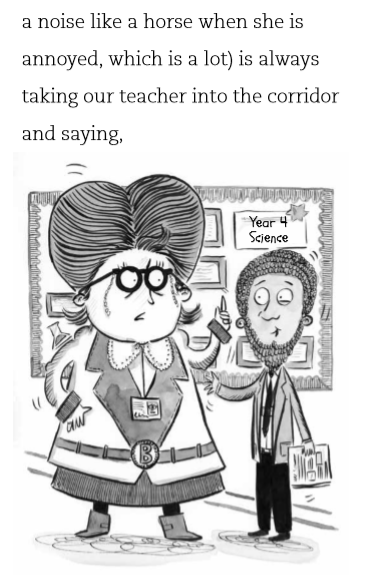 a noise like a horse when she is
annoyed, which is a lot) is always
taking our teacher into the corridor
and saying,
Year 4
Science
B